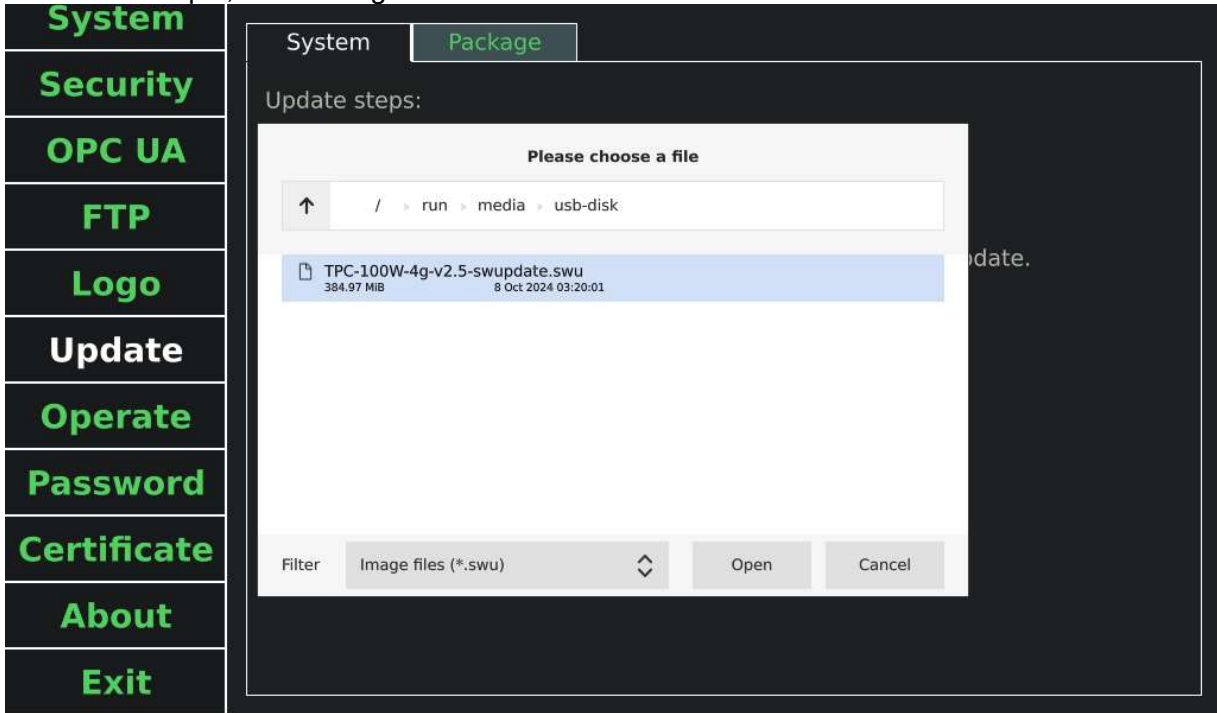 System
Security
OPC UA
FTP
Logo
Update
Operate
Password
Certificate
About
Exit
System Package
Update steps:
Please choose a file
/ run media usb-disk
TPC-100W-4g-v2.5-swupdate.swu
384.97 MiB 8 Oct 2024 03:20:01
date.
Filter Image files (*.swu) Open Cancel